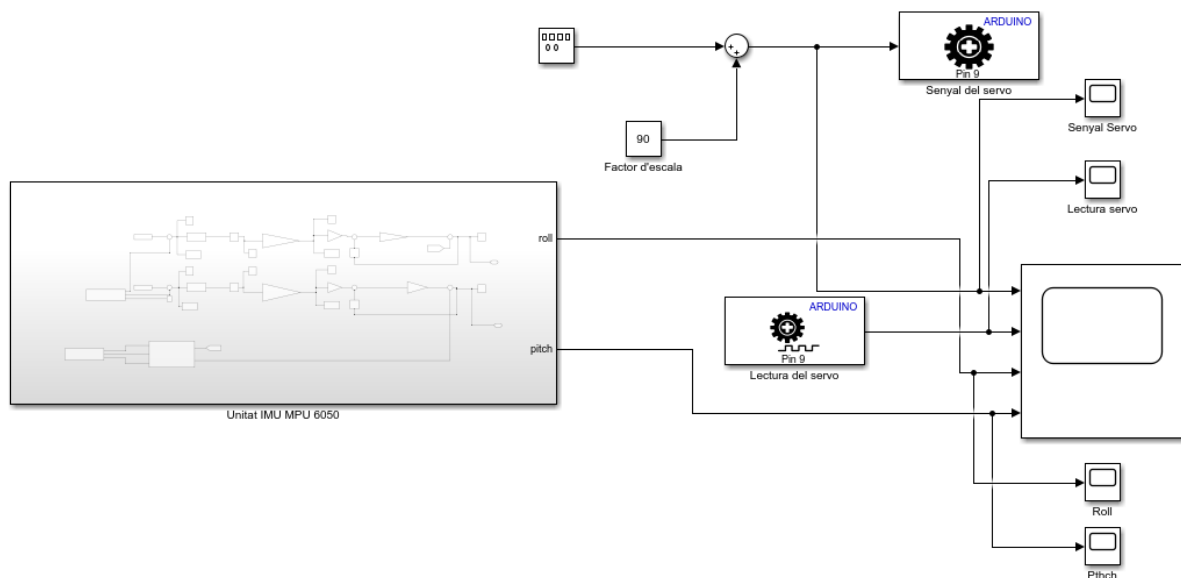 ARDUINO
Pin 9
Senyal del servo
Senyal Servo
90
Factor d'escala
Lectura servo
roll
ARDUINO
Pin 9
Lectura del servo
pitch
Unitat IMU MPU 6050
Roll
Pthch